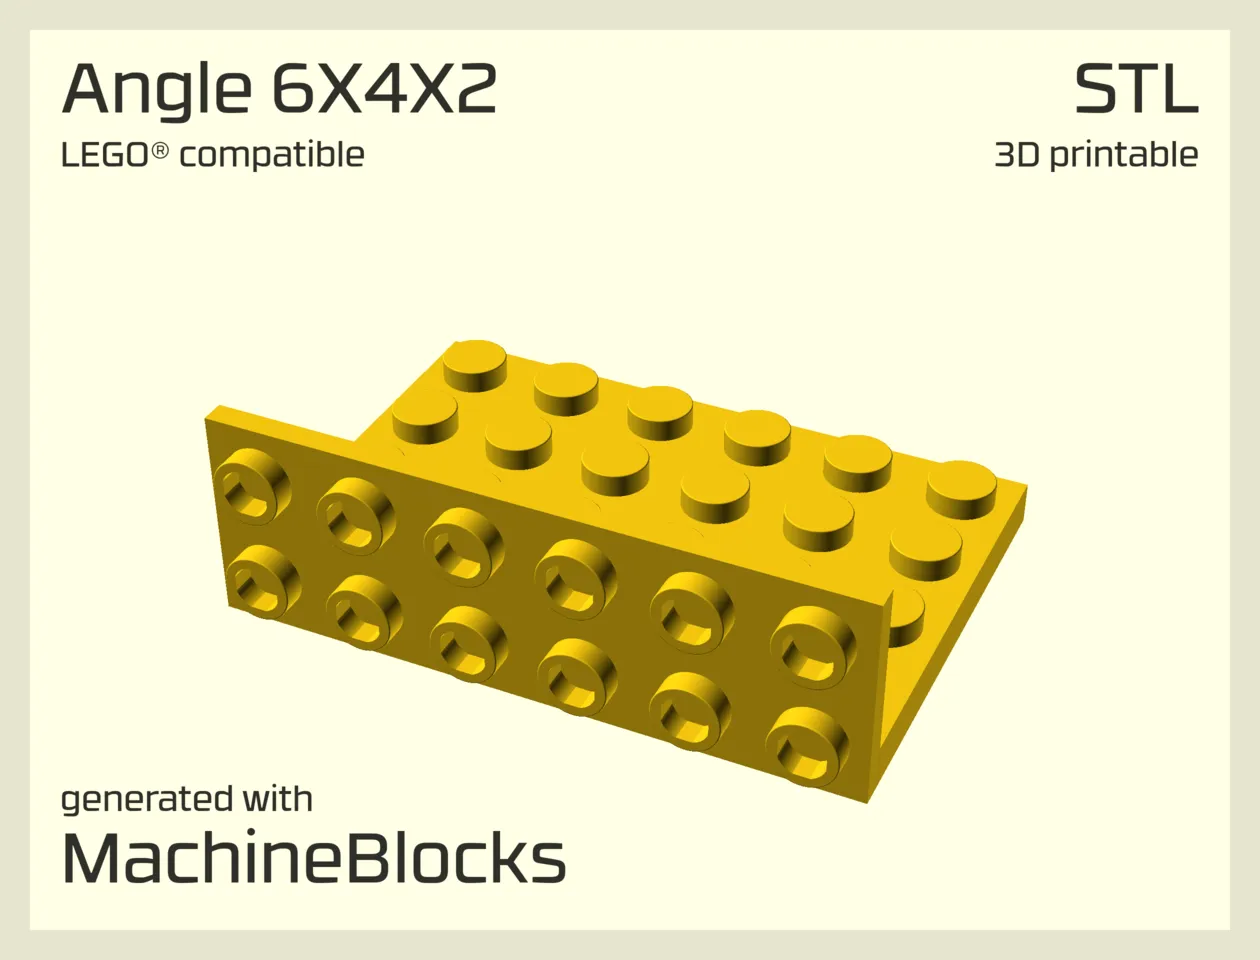 Angle 6X4X2
LEGO® compatible
STL
3D printable
generated with
MachineBlocks